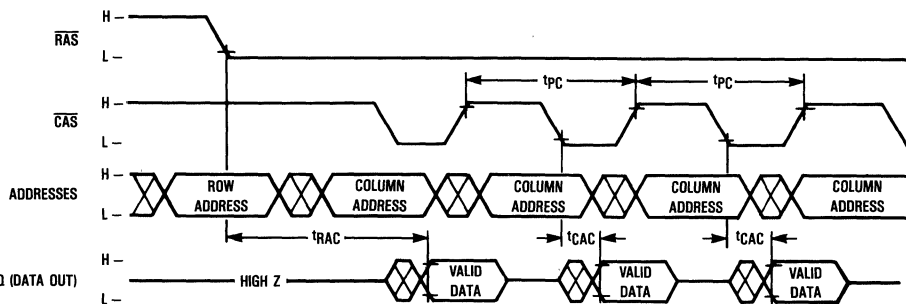 RAS
H –
L –
tPC
tPC
CAS
H –
L –
ADDRESSES
H –
L –
ROW
ADDRESS
COLUMN
ADDRESS
COLUMN
ADDRESS
COLUMN
ADDRESS
COLUMN
ADDRESS
tRAC
tCAC
tCAC
Q (DATA OUT)
H –
L –
HIGH Z
VALID
DATA
VALID
DATA
VALID
DATA